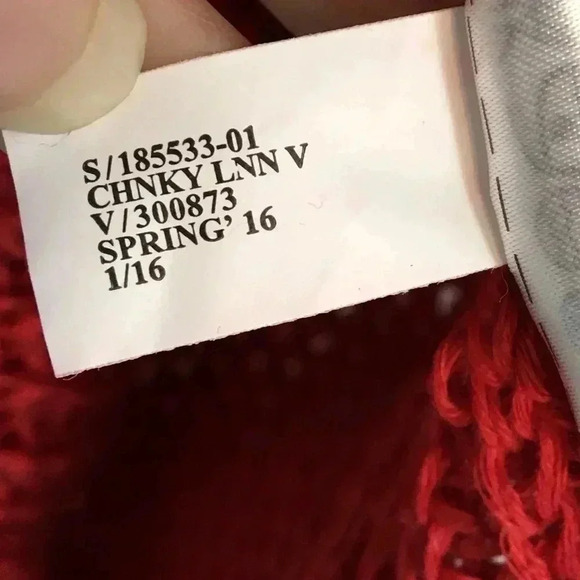 S/185533-01
CHNKY LNN V
V/300873
SPRING' 16
1/16